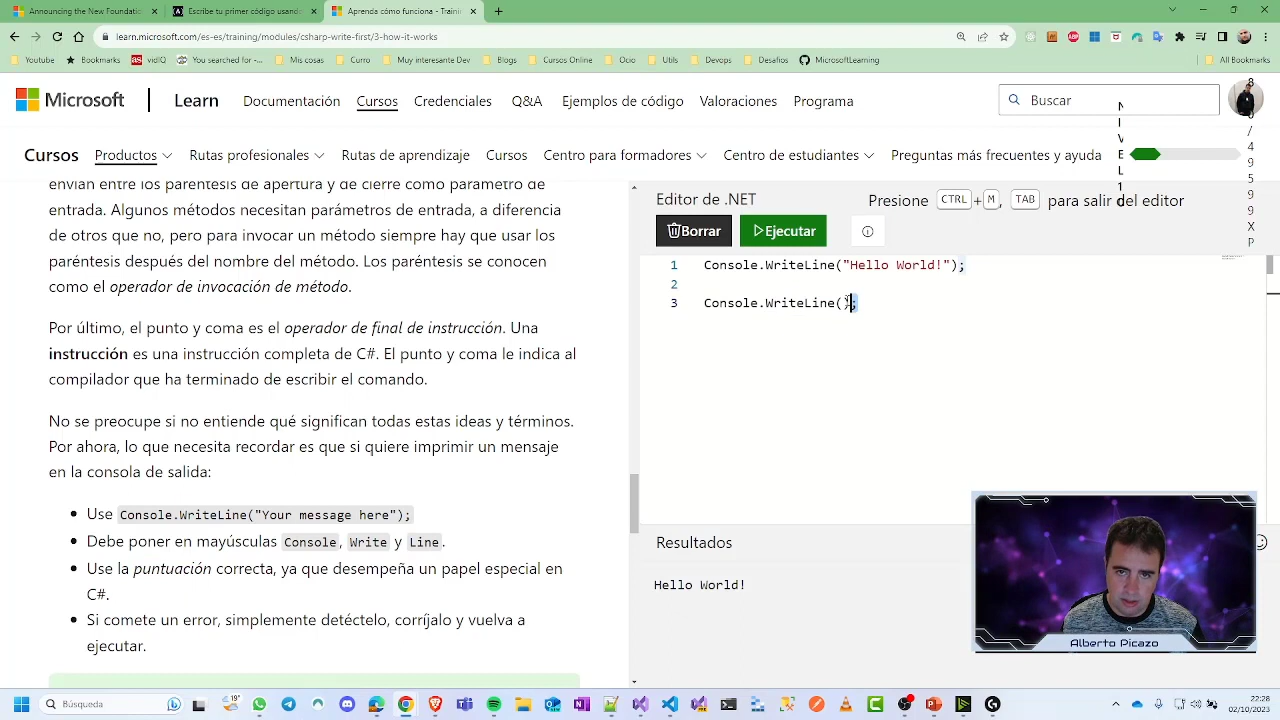 Announcing the New Foundatio
Escribe tu primer código usando
Aprenda cómo funciona - Trainin
learn.microsoft.com/es-es/training/modules/csharp-write-first/3-how-it-works
Youtube
Bookmarks
vidIQ
You searched for -...
Mis cosas
Curro
Muy interesante Dev
Blogs
Cursos Online
Ocio
Utils
Devops
Desafios
MicrosoftLearning
All Bookmarks
Microsoft
Learn
Documentación
Cursos
Credenciales
Q&A
Ejemplos de código
Valoraciones
Programa
Buscar
Cursos
Productos
Rutas profesionales
Rutas de aprendizaje
Cursos
Centro para formadores
Centro de estudiantes
Preguntas más frecuentes y ayuda
envían entre los paréntesis de apertura y de cierre como parámetro de
entrada. Algunos métodos necesitan parámetros de entrada, a diferencia
de otros que no, pero para invocar un método siempre hay que usar los
paréntesis después del nombre del método. Los paréntesis se conocen
como el operador de invocación de método.
Por último, el punto y coma es el operador de final de instrucción. Una
instrucción es una instrucción completa de C#. El punto y coma le indica al
compilador que ha terminado de escribir el comando.
No se preocupe si no entiende qué significan todas estas ideas y términos.
Por ahora, lo que necesita recordar es que si quiere imprimir un mensaje
en la consola de salida:
Use Console.WriteLine("Your message here");
Debe poner en mayúsculas Console, Write y Line.
Use la puntuación correcta, ya que desempeña un papel especial en
C#.
Si comete un error, simplemente detéctelo, corríjalo y vuelva a
ejecutar.
Editor de .NET
Presione CTRL + M, TAB para salir del editor
Borrar
Ejecutar
1 Console.WriteLine("Hello World!");
2
3 Console.WriteLine();
Resultados
Hello World!
Alberto Picazo
Búsqueda
19°
22:28
02/10/2023